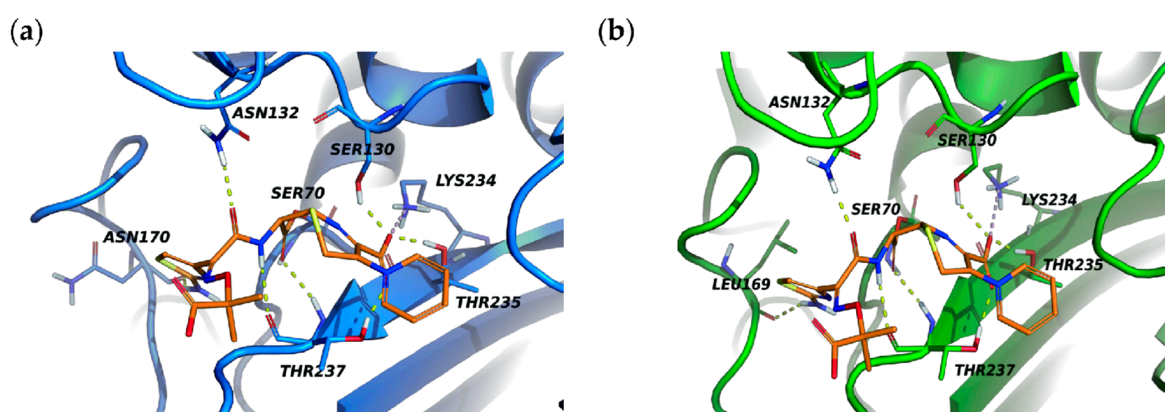 (a)
ASN132
SER130
LYS234
SER70
ASN170
THR235
THR237
(b)
ASN132
SER130
LYS234
SER70
THR235
LEU169
THR237